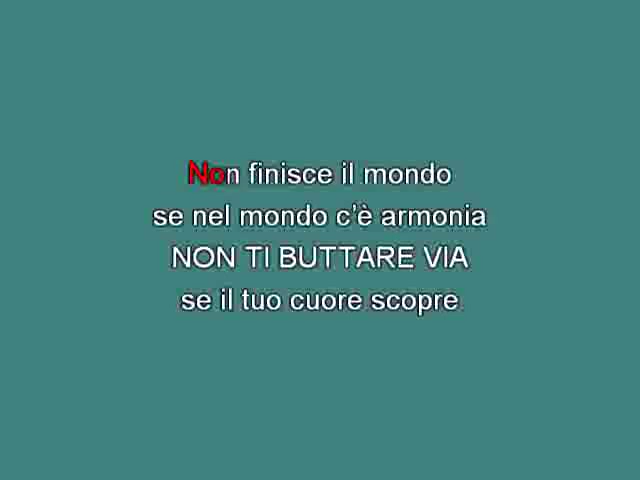 Non finisce il mondo
se nel mondo c'è armonia
NON TI BUTTARE VIA
se il tuo cuore scopre